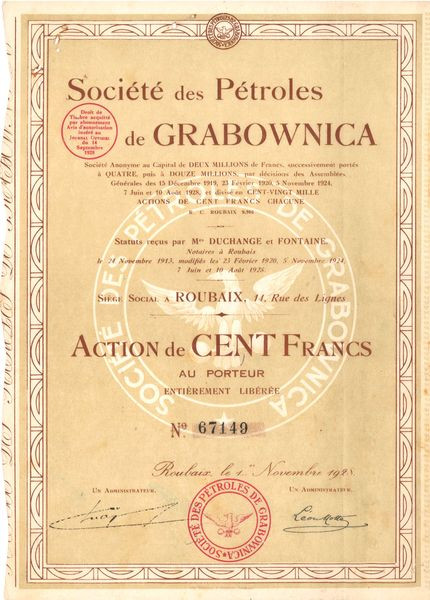 SOCIÉTÉ DES PÉTROLES DE GRABOWNICA
Société des Pétroles
de GRABOWNICA
Droit de
Timbre acquitté
par abonnement
Avis d'autorisation
inséré au
Journal Officiel
du 14
Septembre
1928
Société Anonyme au Capital de DEUX MILLIONS de Francs, successivement portés
à QUATRE, puis à DOUZE MILLIONS, par décisions des Assemblées
Générales des 15 Décembre 1919, 23 Février 1920, 5 Novembre 1924,
7 Juin et 10 Août 1928, et divisé en CENT-VINGT MILLE
ACTIONS DE CENT FRANCS CHACUNE
R. C. ROUBAIX
Statuts reçus par Mes DUCHANGE et FONTAINE,
Notaires à Roubaix
le 24 Novembre 1913, modifiés les 23 Février 1920, 5 Novembre 1924
7 Juin et 10 Août 1928.
SIÈGE SOCIAL A ROUBAIX, 14, Rue des Lignes
ACTION de CENT FRANCS
AU PORTEUR
ENTIÈREMENT LIBÉRÉE
No 67149
Roubaix, le 1er Novembre 1928
UN ADMINISTRATEUR, UN ADMINISTRATEUR,
SOCIÉTÉ DES PÉTROLES DE GRABOWNICA